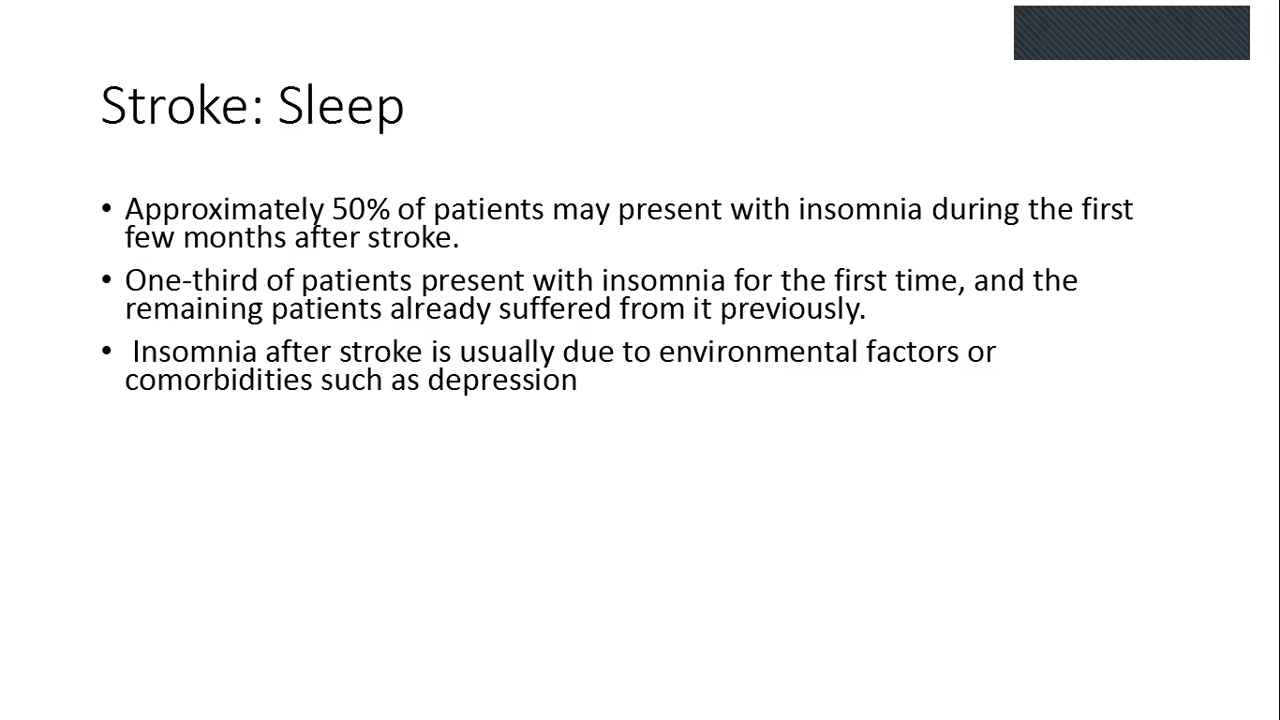 Stroke: Sleep
• Approximately 50% of patients may present with insomnia during the first
few months after stroke.
• One-third of patients present with insomnia for the first time, and the
remaining patients already suffered from it previously.
• Insomnia after stroke is usually due to environmental factors or
comorbidities such as depression